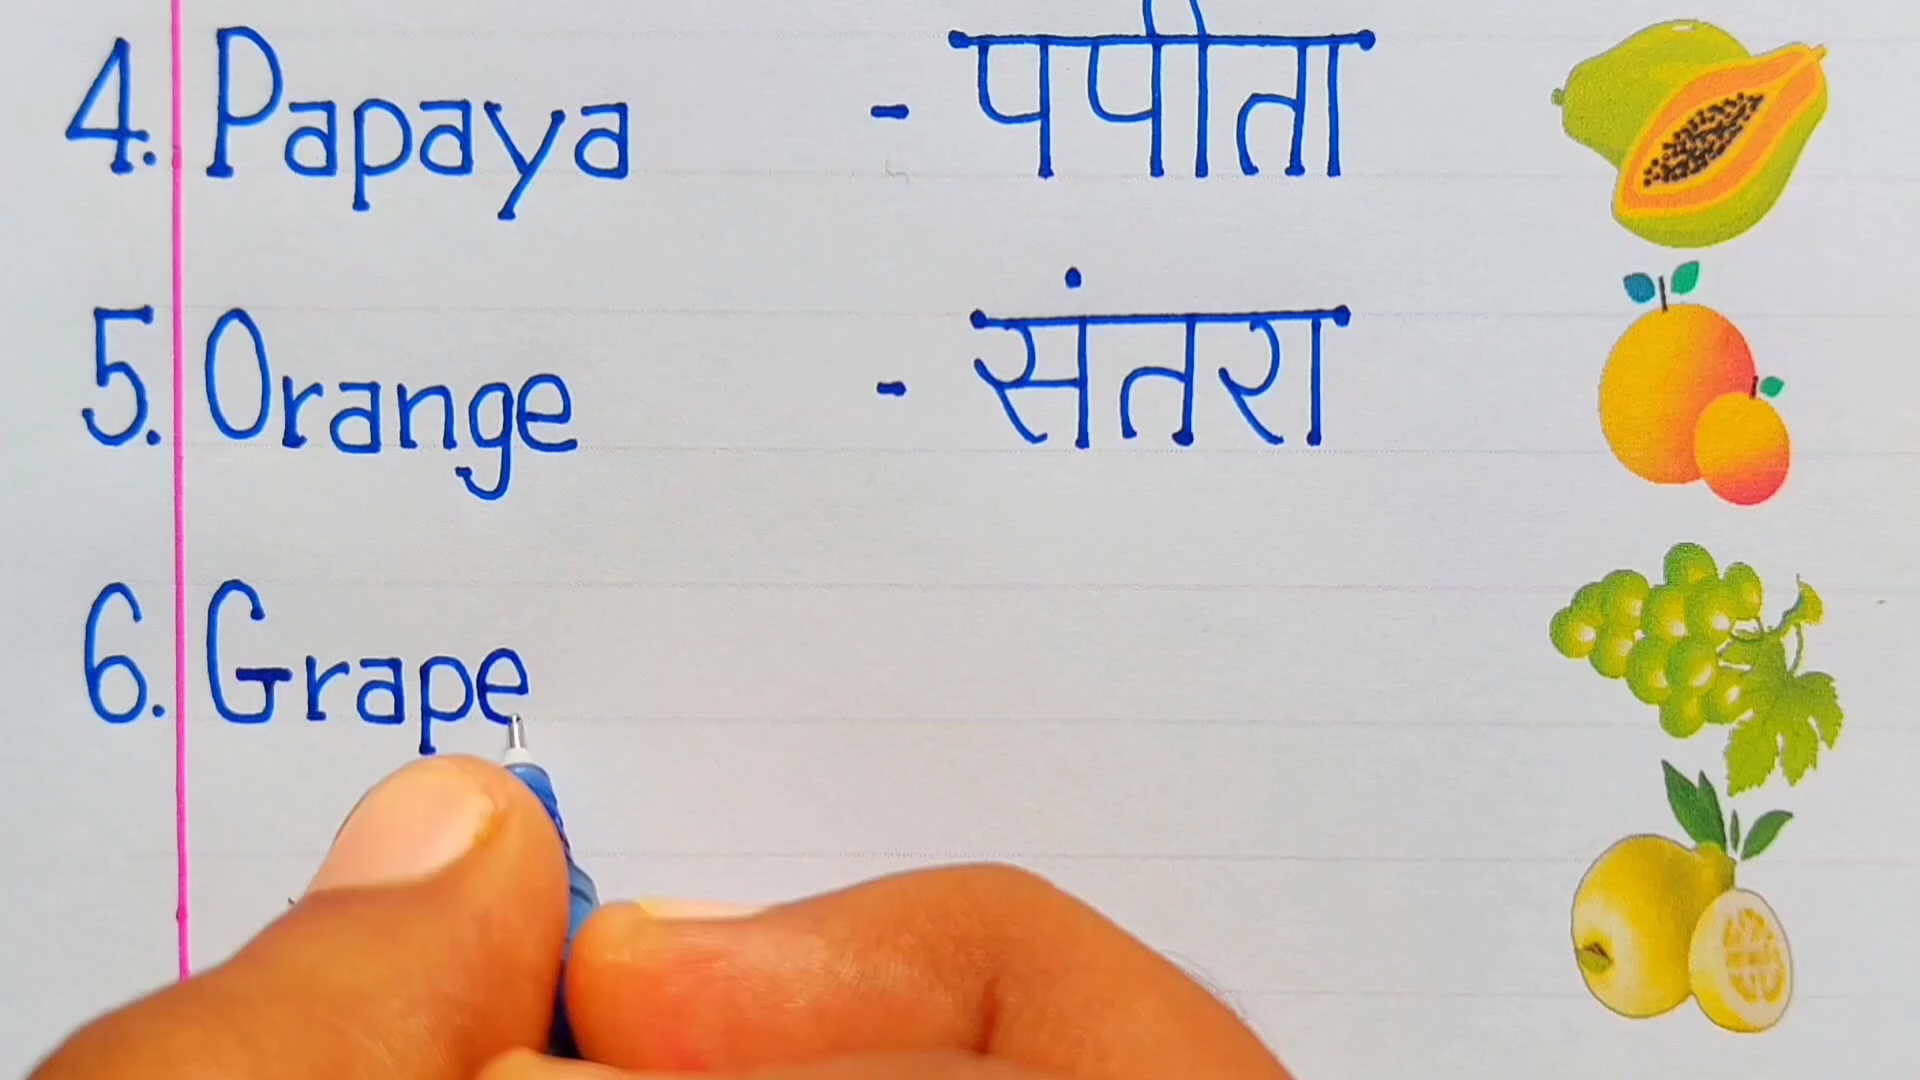 4. Papaya - पपीता
5. Orange - संतरा
6. Grape